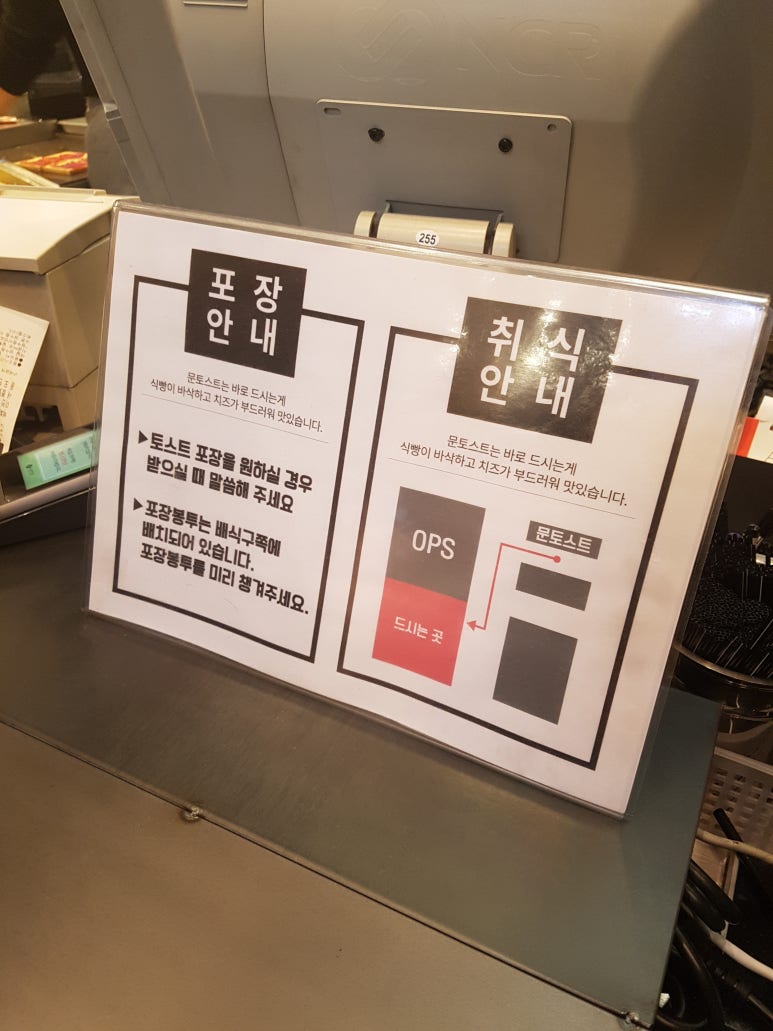 NCR
255
포장
안내
문토스트는 바로 드시는게
식빵이 바삭하고 치즈가 부드러워 맛있습니다.
▶토스트 포장을 원하실 경우
받으실 때 말씀해 주세요
▶포장봉투는 배식구쪽에
배치되어 있습니다.
포장봉투를 미리 챙겨주세요.
취식
안내
문토스트는 바로 드시는게
식빵이 바삭하고 치즈가 부드러워 맛있습니다.
OPS
문토스트
드시는 곳